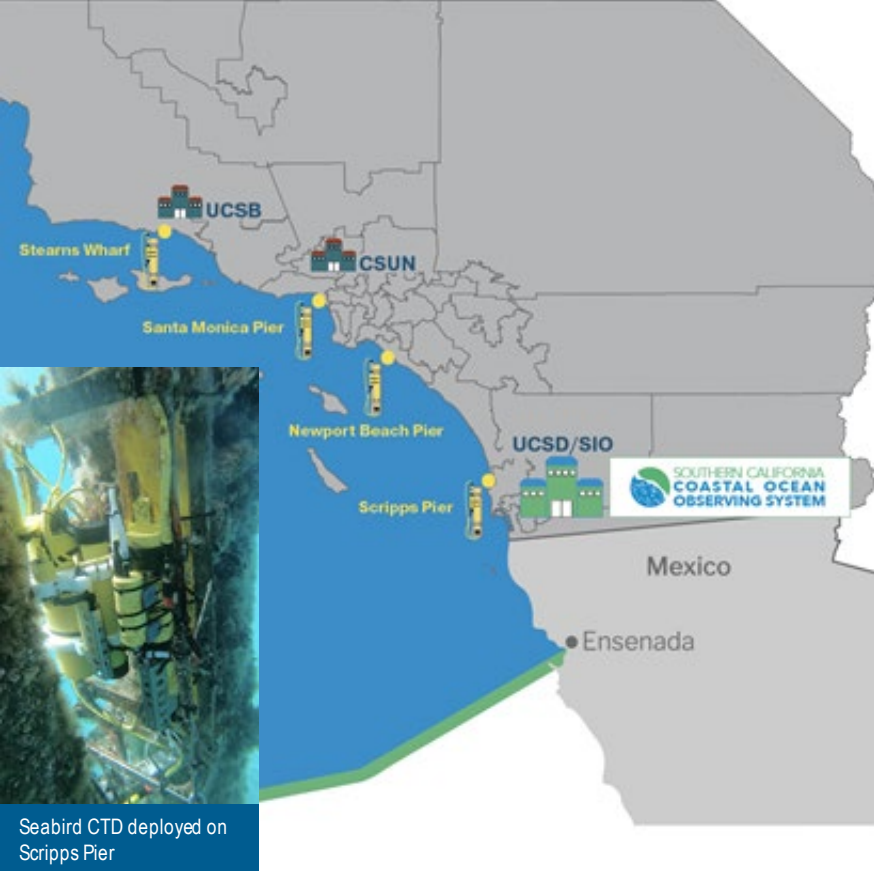 UCSB
Stearns Wharf
CSUN
Santa Monica Pier
Newport Beach Pier
UCSD/SIO
SOUTHERN CALIFORNIA
COASTAL OCEAN
OBSERVING SYSTEM
Scripps Pier
Mexico
Ensenada
Seabird CTD deployed on
Scripps Pier